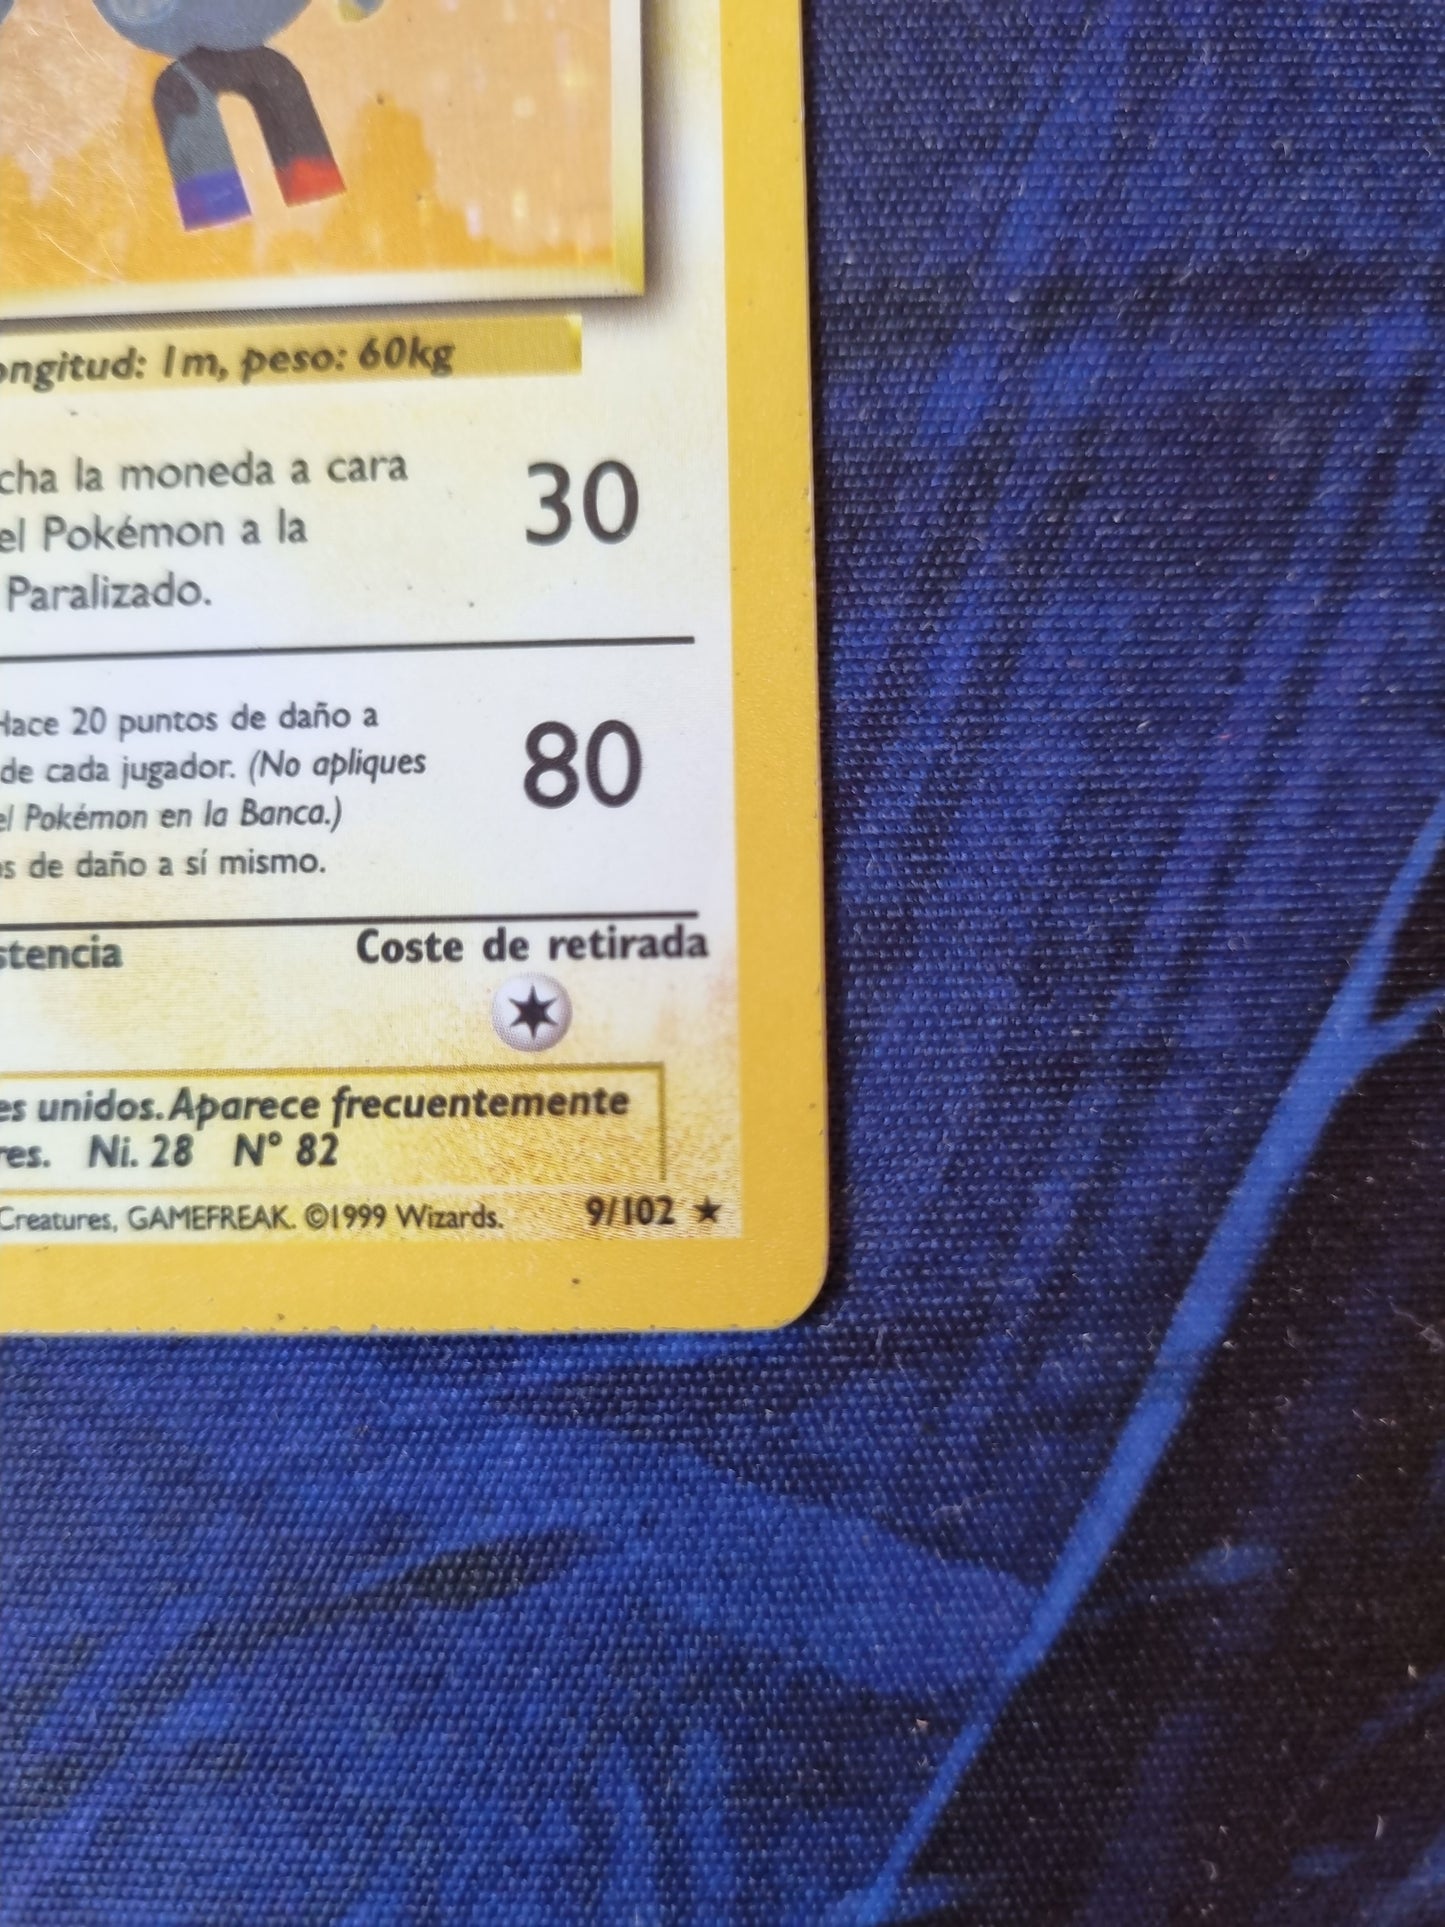 ongitud: 1m, peso: 60kg
cha la moneda a cara
el Pokémon a la
Paralizado.
30
Hace 20 puntos de daño a
de cada jugador. (No apliques
el Pokémon en la Banca.)
os de daño a sí mismo.
80
stencia
Coste de retirada
es unidos. Aparece frecuentemente
res. Ni. 28 N° 82
Creatures, GAMEFREAK. ©1999 Wizards. 9/102 ★